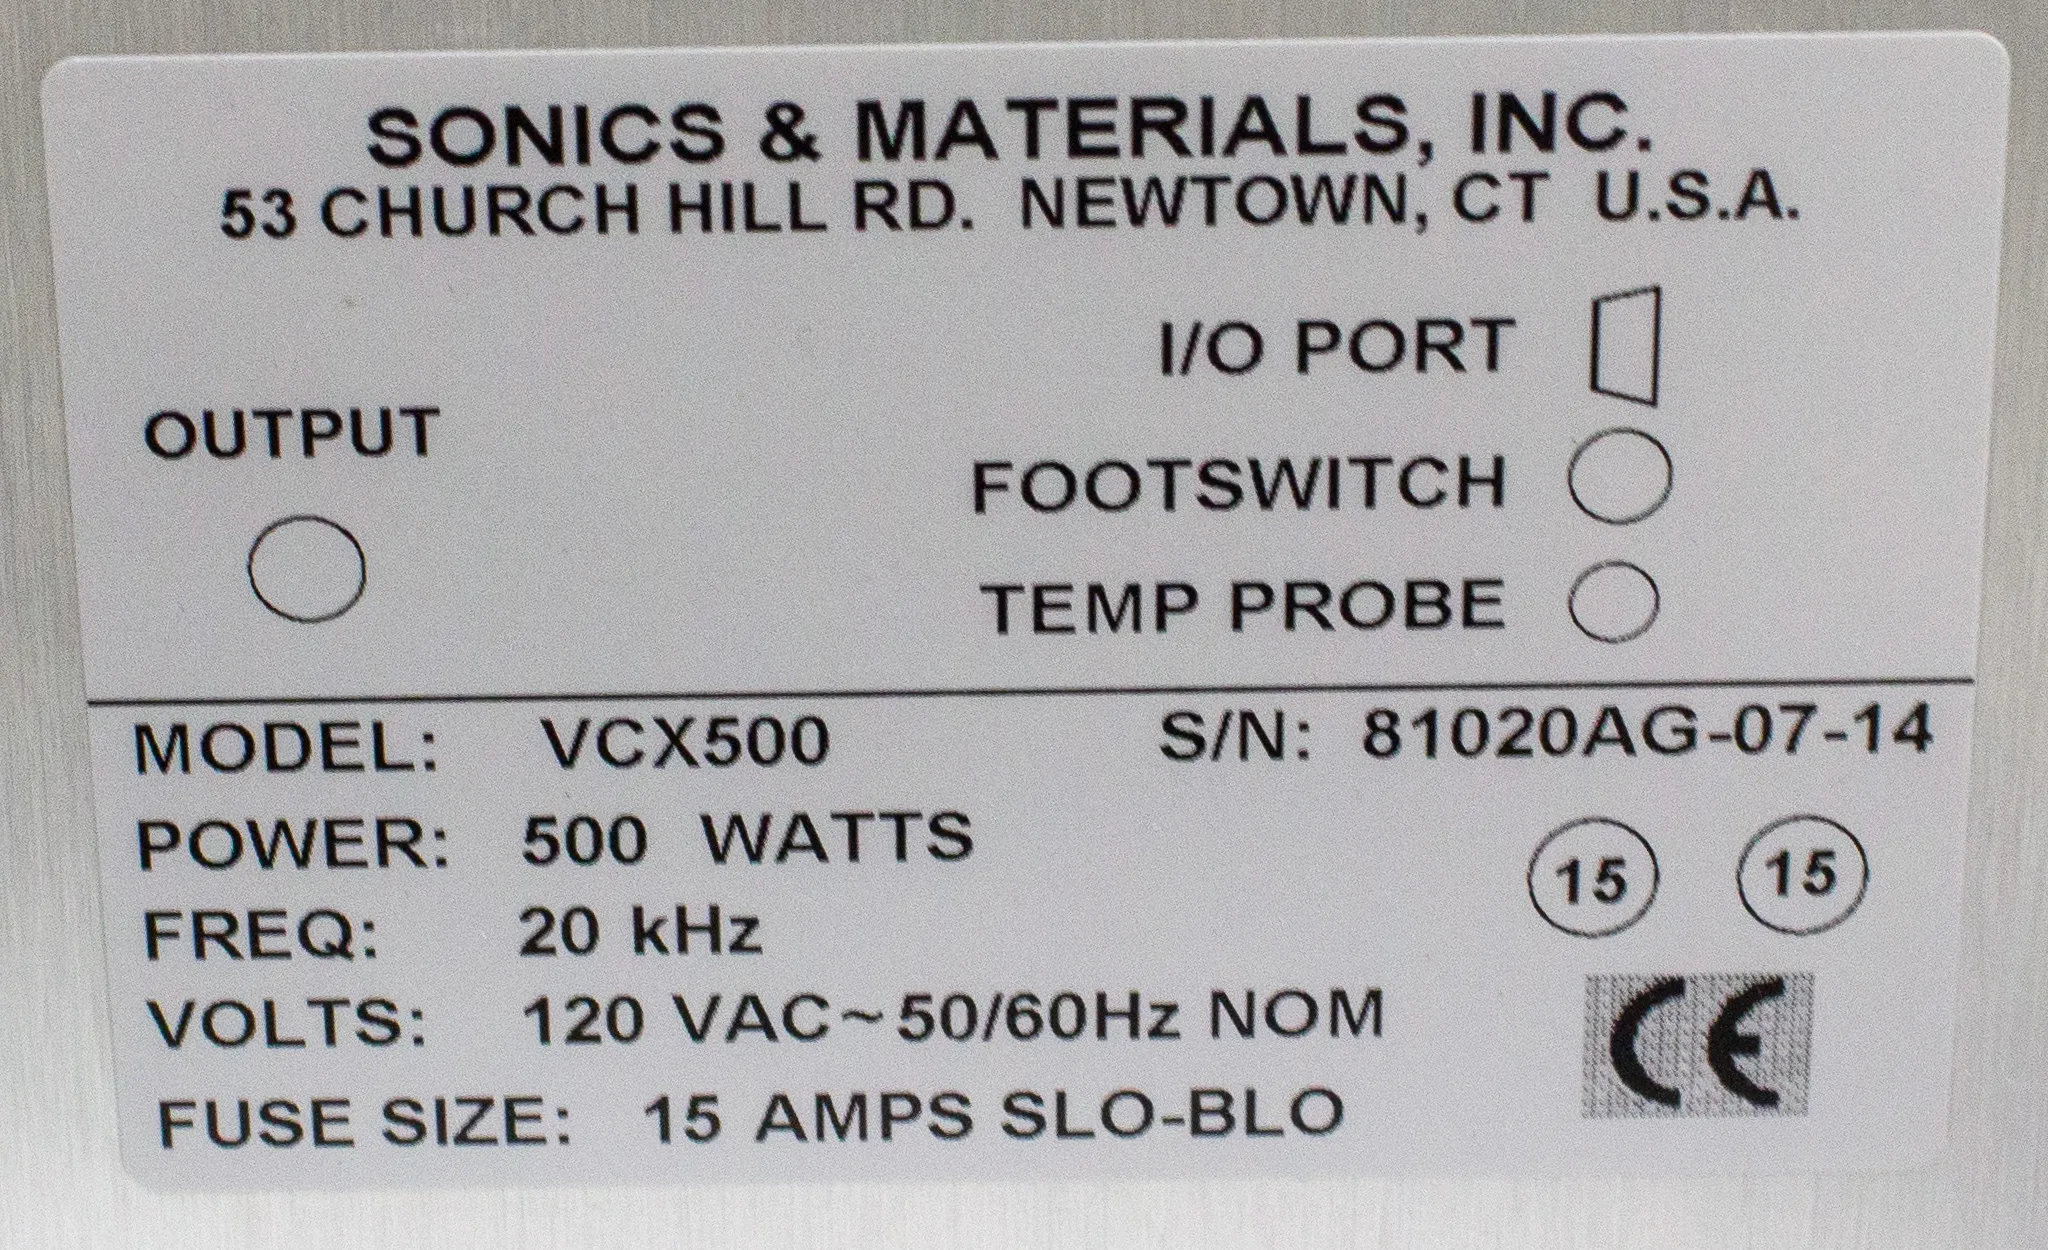 SONICS & MATERIALS, INC.
53 CHURCH HILL RD. NEWTOWN, CT U.S.A.
I/O PORT
OUTPUT
FOOTSWITCH
TEMP PROBE
MODEL: VCX500 S/N: 81020AG-07-14
POWER: 500 WATTS
15 15
FREQ: 20 kHz
VOLTS: 120 VAC~50/60Hz NOM
CE
FUSE SIZE: 15 AMPS SLO-BLO